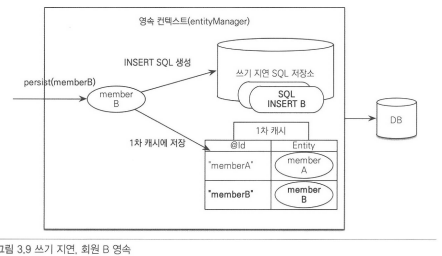 영속 컨텍스트(entityManager)
INSERT SQL 생성
쓰기 지연 SQL 저장소
persist(memberB)
member
B
SQL
INSERT B
DB
1차 캐시에 저장
1차 캐시
@Id Entity
"memberA" member
A
"memberB" member
B
그림 3.9 쓰기 지연, 회원 B 영속